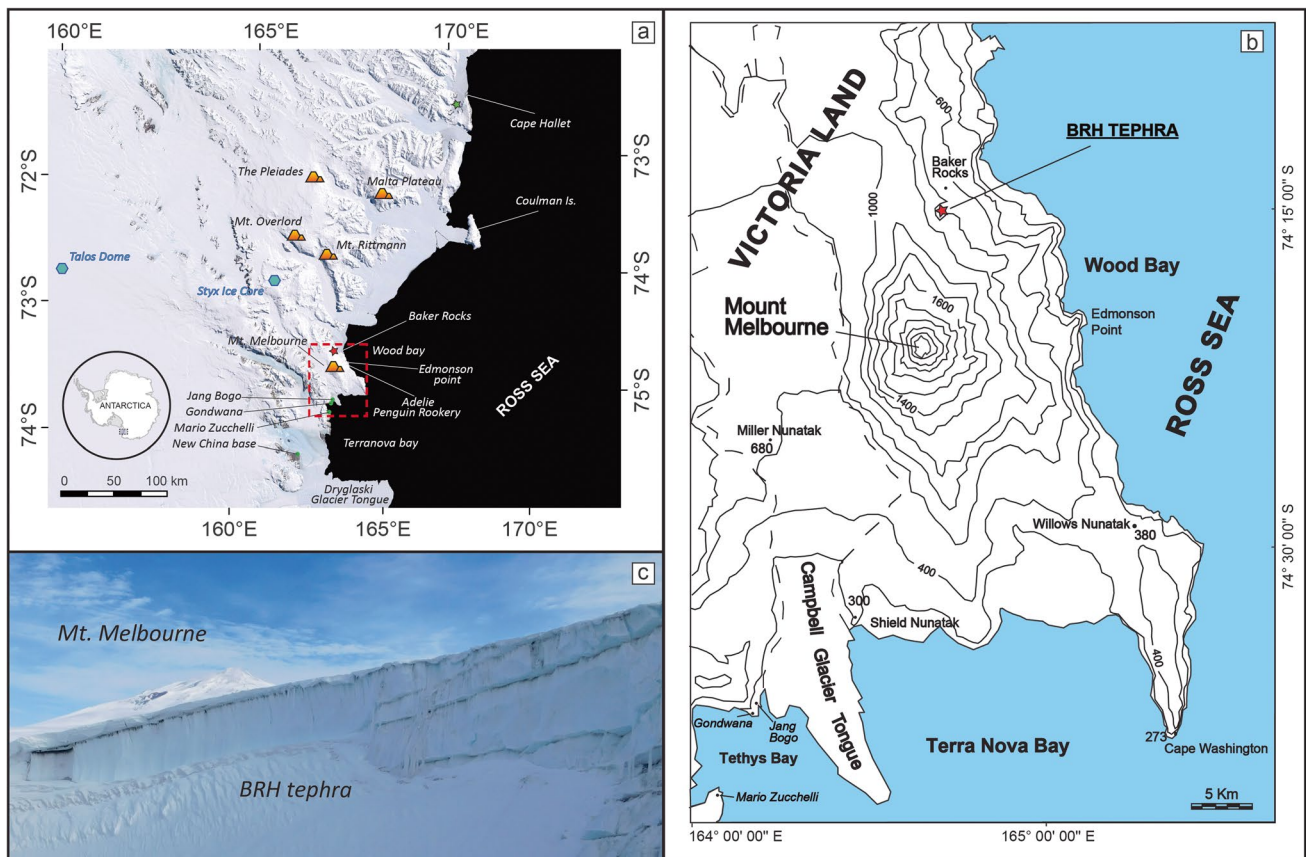 160°E
165°E
170°E
a
Cape Hallet
73°S
72°S
The Pleiades
Malta Plateau
Coulman Is.
Mt. Overlord
Mt. Rittmann
Talos Dome
Styx Ice Core
74°S
73°S
Baker Rocks
Mt. Melbourne
Wood bay
Edmonson
point
Jang Bogo
Gondwana
Adelie
Penguin Rookery
Mario Zucchelli
New China base
Terranova bay
ROSS SEA
75°S
74°S
ANTARCTICA
0
50
100 km
Dryglaski
Glacier Tongue
160°E
165°E
170°E
b
VICTORIA LAND
600
BRH TEPHRA
Baker
Rocks
1000
74° 15' 00'' S
Wood Bay
Mount
Melbourne
1600
Edmonson
Point
ROSS SEA
1400
Miller Nunatak
680
Willows Nunatak
380
74° 30' 00'' S
400
300
Shield Nunatak
Campbell Glacier
Tongue
400
Gondwana
Jang
Bogo
Tethys Bay
Terra Nova Bay
273
Cape Washington
Mario Zucchelli
5 Km
164° 00' 00'' E
165° 00' 00'' E
c
Mt. Melbourne
BRH tephra